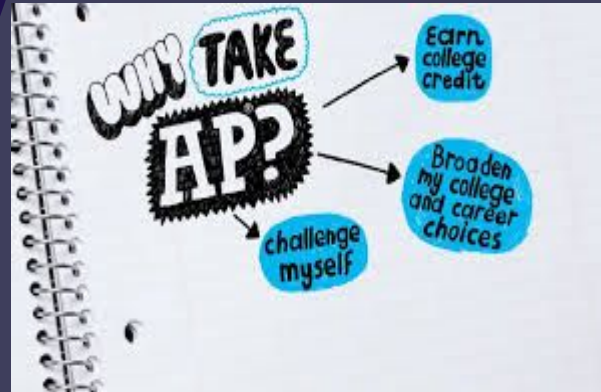 WHY TAKE
AP?
Earn
college
credit
Broaden
my college
and career
choices
challenge
myself